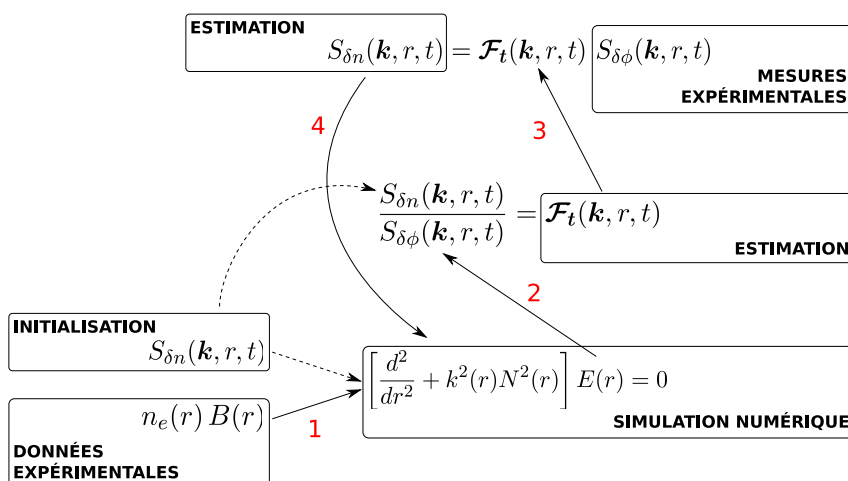 ESTIMATION
S_{δn}(k, r, t) = F_t(k, r, t) S_{δϕ}(k, r, t)
MESURES
EXPÉRIMENTALES
4
3
S_{δn}(k, r, t) / S_{δϕ}(k, r, t) = F_t(k, r, t)
ESTIMATION
2
INITIALISATION
S_{δn}(k, r, t)
[d²/dr² + k²(r)N²(r)] E(r) = 0
SIMULATION NUMÉRIQUE
n_e(r) B(r)
1
DONNÉES
EXPÉRIMENTALES